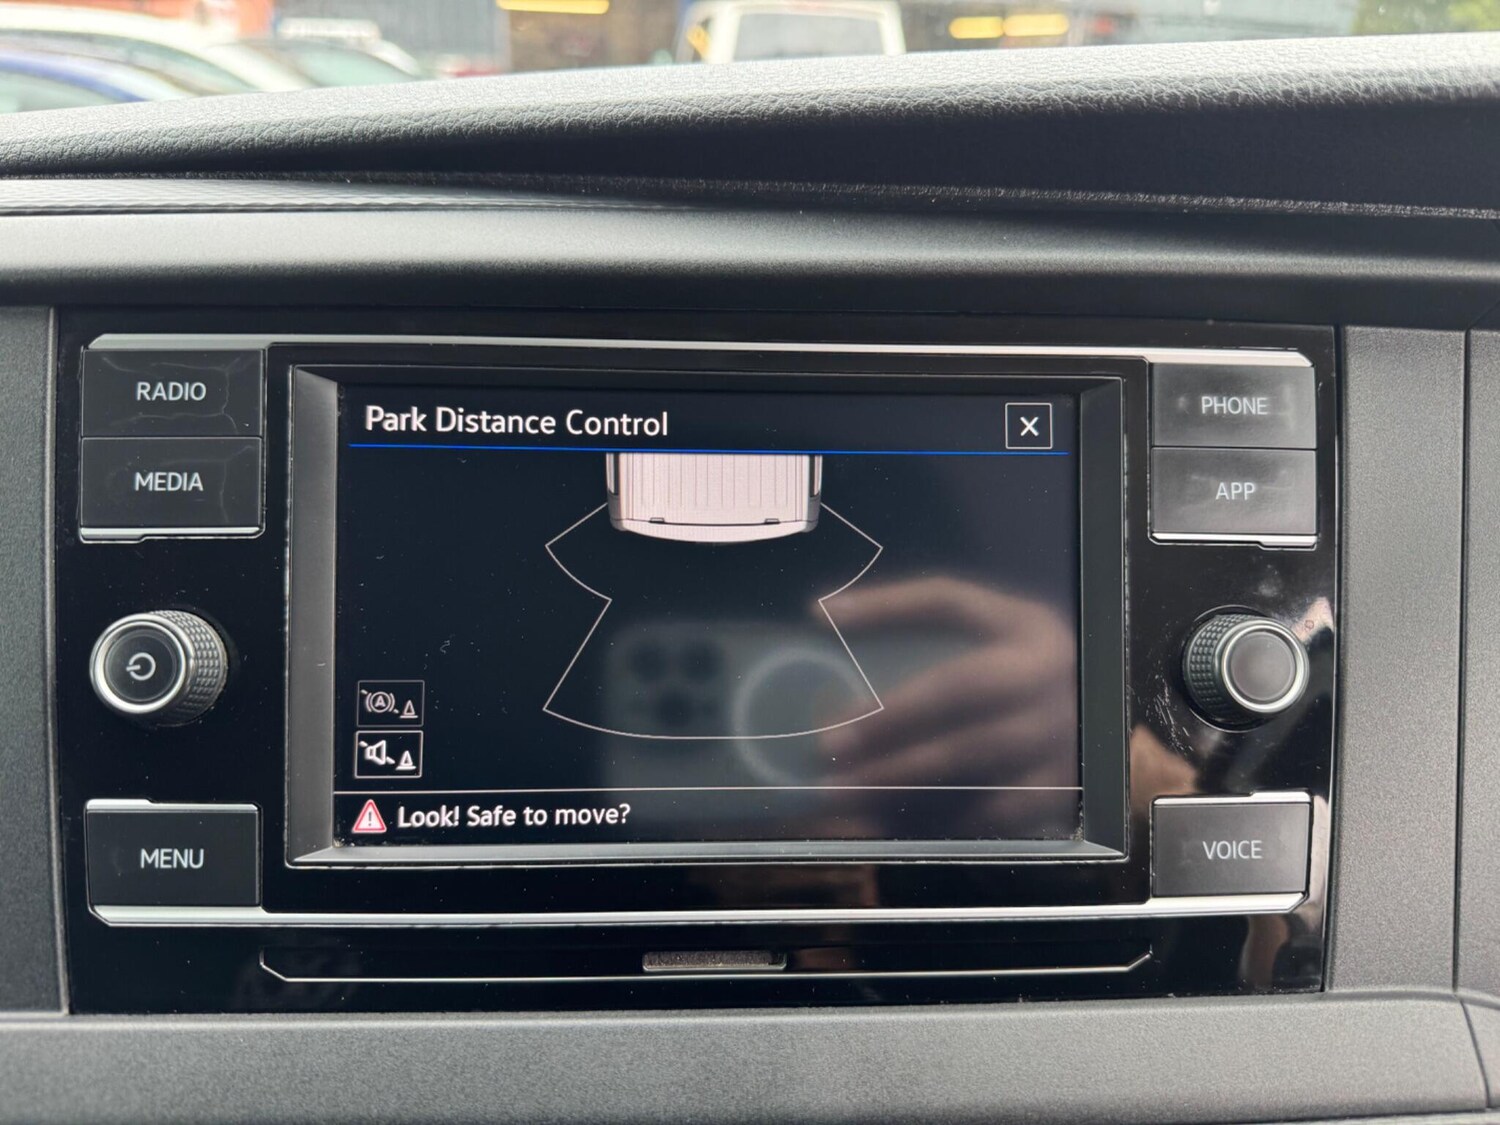 RADIO
MEDIA
MENU
Park Distance Control
Look! Safe to move?
PHONE
APP
VOICE